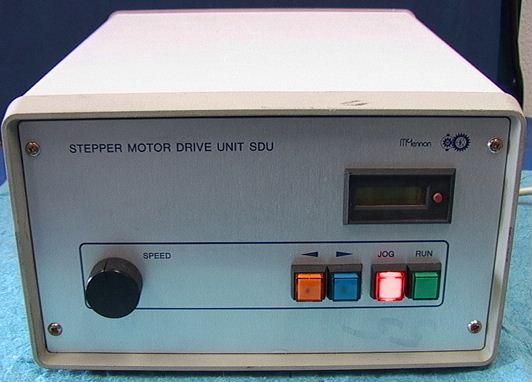 STEPPER MOTOR DRIVE UNIT SDU
McLennan
SPEED
JOG
RUN